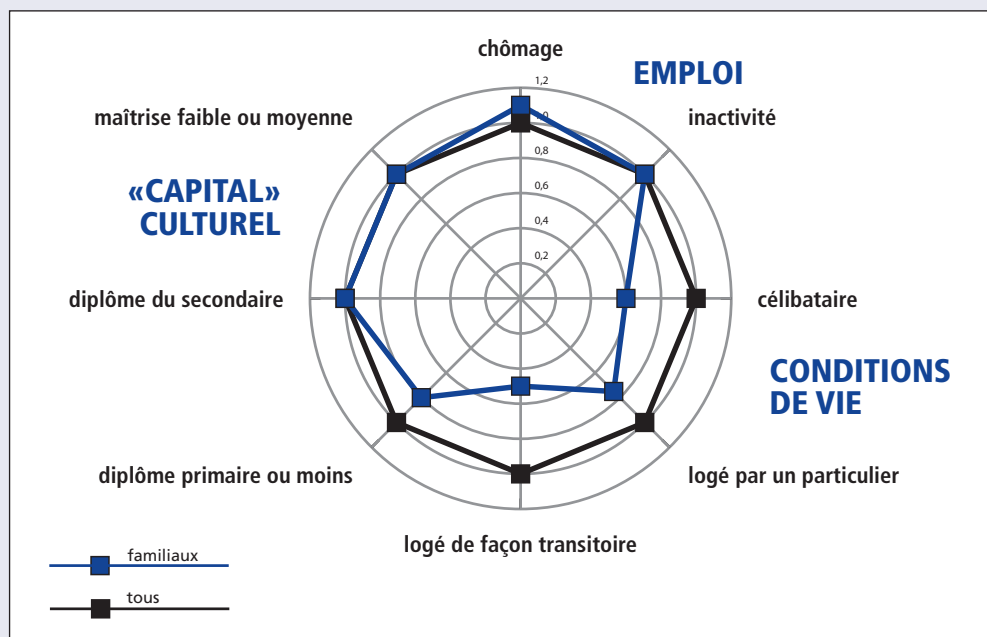 chômage
1,2
EMPLOI
maîtrise faible ou moyenne
1,0
inactivité
0,8
«CAPITAL»
CULTUREL
0,6
0,4
0,2
diplôme du secondaire
célibataire
CONDITIONS
DE VIE
diplôme primaire ou moins
logé par un particulier
logé de façon transitoire
familiaux
tous